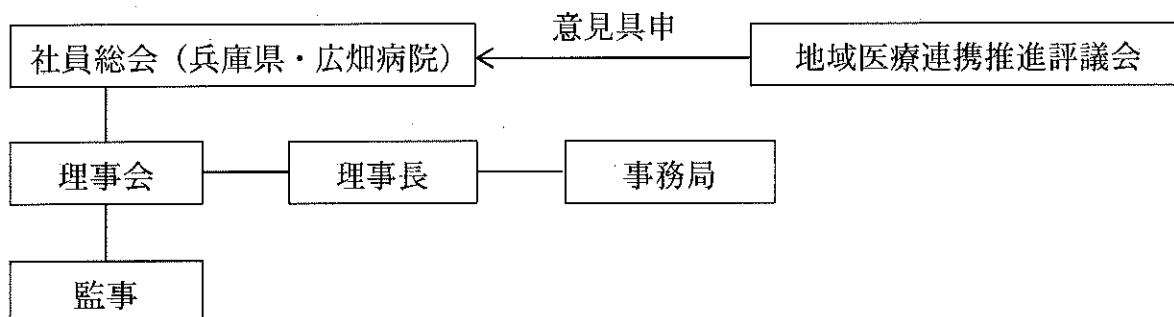 意見具申
社員総会（兵庫県・広畑病院）
地域医療連携推進評議会
理事会
理事長
事務局
監事